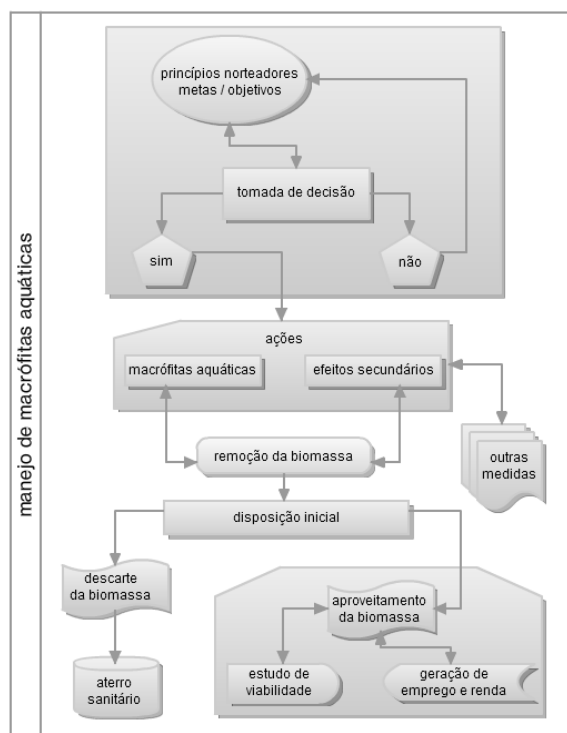 manejo de macrófitas aquáticas
princípios norteadores
metas / objetivos
tomada de decisão
sim
não
ações
macrófitas aquáticas
efeitos secundários
remoção da biomassa
outras
medidas
disposição inicial
descarte
da biomassa
aproveitamento
da biomassa
aterro
sanitário
estudo de
viabilidade
geração de
emprego e renda